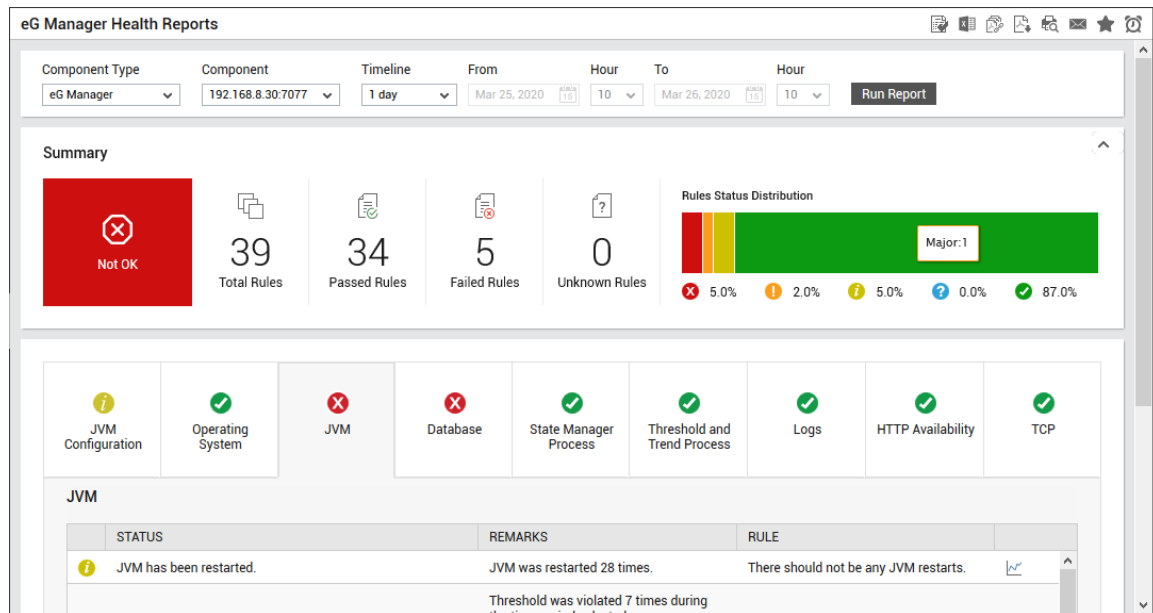 eG Manager Health Reports
Component Type Component Timeline From Hour To Hour
eG Manager 192.168.8.30:7077 1 day Mar 25, 2020 10 Mar 26, 2020 10 Run Report
Summary
Not OK
39
Total Rules
34
Passed Rules
5
Failed Rules
?
0
Unknown Rules
Rules Status Distribution
Major:1
5.0% 2.0% 5.0% 0.0% 87.0%
JVM
Configuration
Operating
System
JVM
Database
State Manager
Process
Threshold and
Trend Process
Logs
HTTP Availability
TCP
JVM
STATUS REMARKS RULE
JVM has been restarted. JVM was restarted 28 times. There should not be any JVM restarts.
Threshold was violated 7 times during